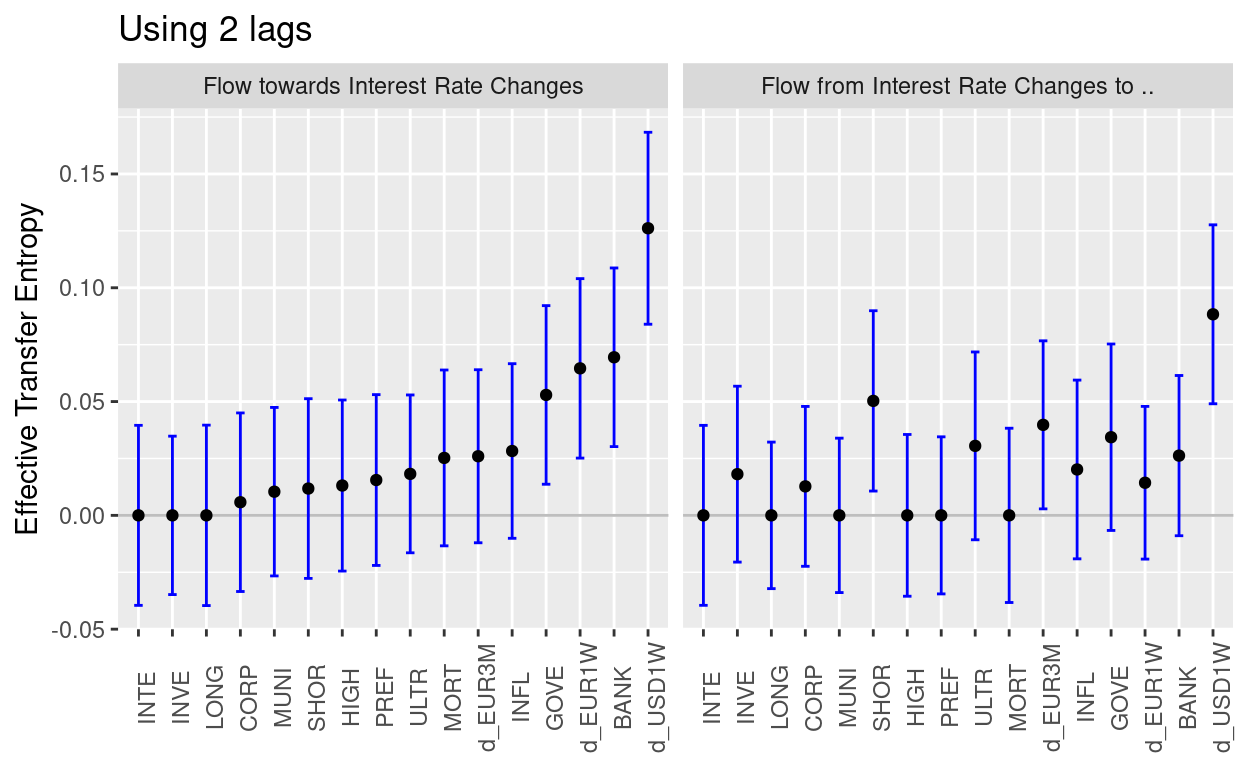 Using 2 lags
Flow towards Interest Rate Changes
Flow from Interest Rate Changes to ..
Effective Transfer Entropy
0.15
0.10
0.05
0.00
-0.05
INTE
INVE
LONG
CORP
MUNI
SHOR
HIGH
PREF
ULTR
MORT
d_EUR3M
INFL
GOVE
d_EUR1W
BANK
d_USD1W
INTE
INVE
LONG
CORP
MUNI
SHOR
HIGH
PREF
ULTR
MORT
d_EUR3M
INFL
GOVE
d_EUR1W
BANK
d_USD1W